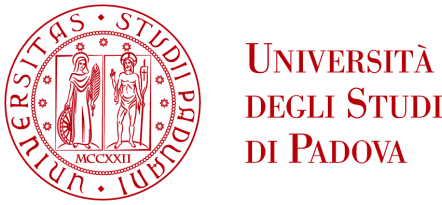 UNIVERSITAS • STUDII PADUANI •
MCCXXII
UNIVERSITÀ
DEGLI STUDI
DI PADOVA